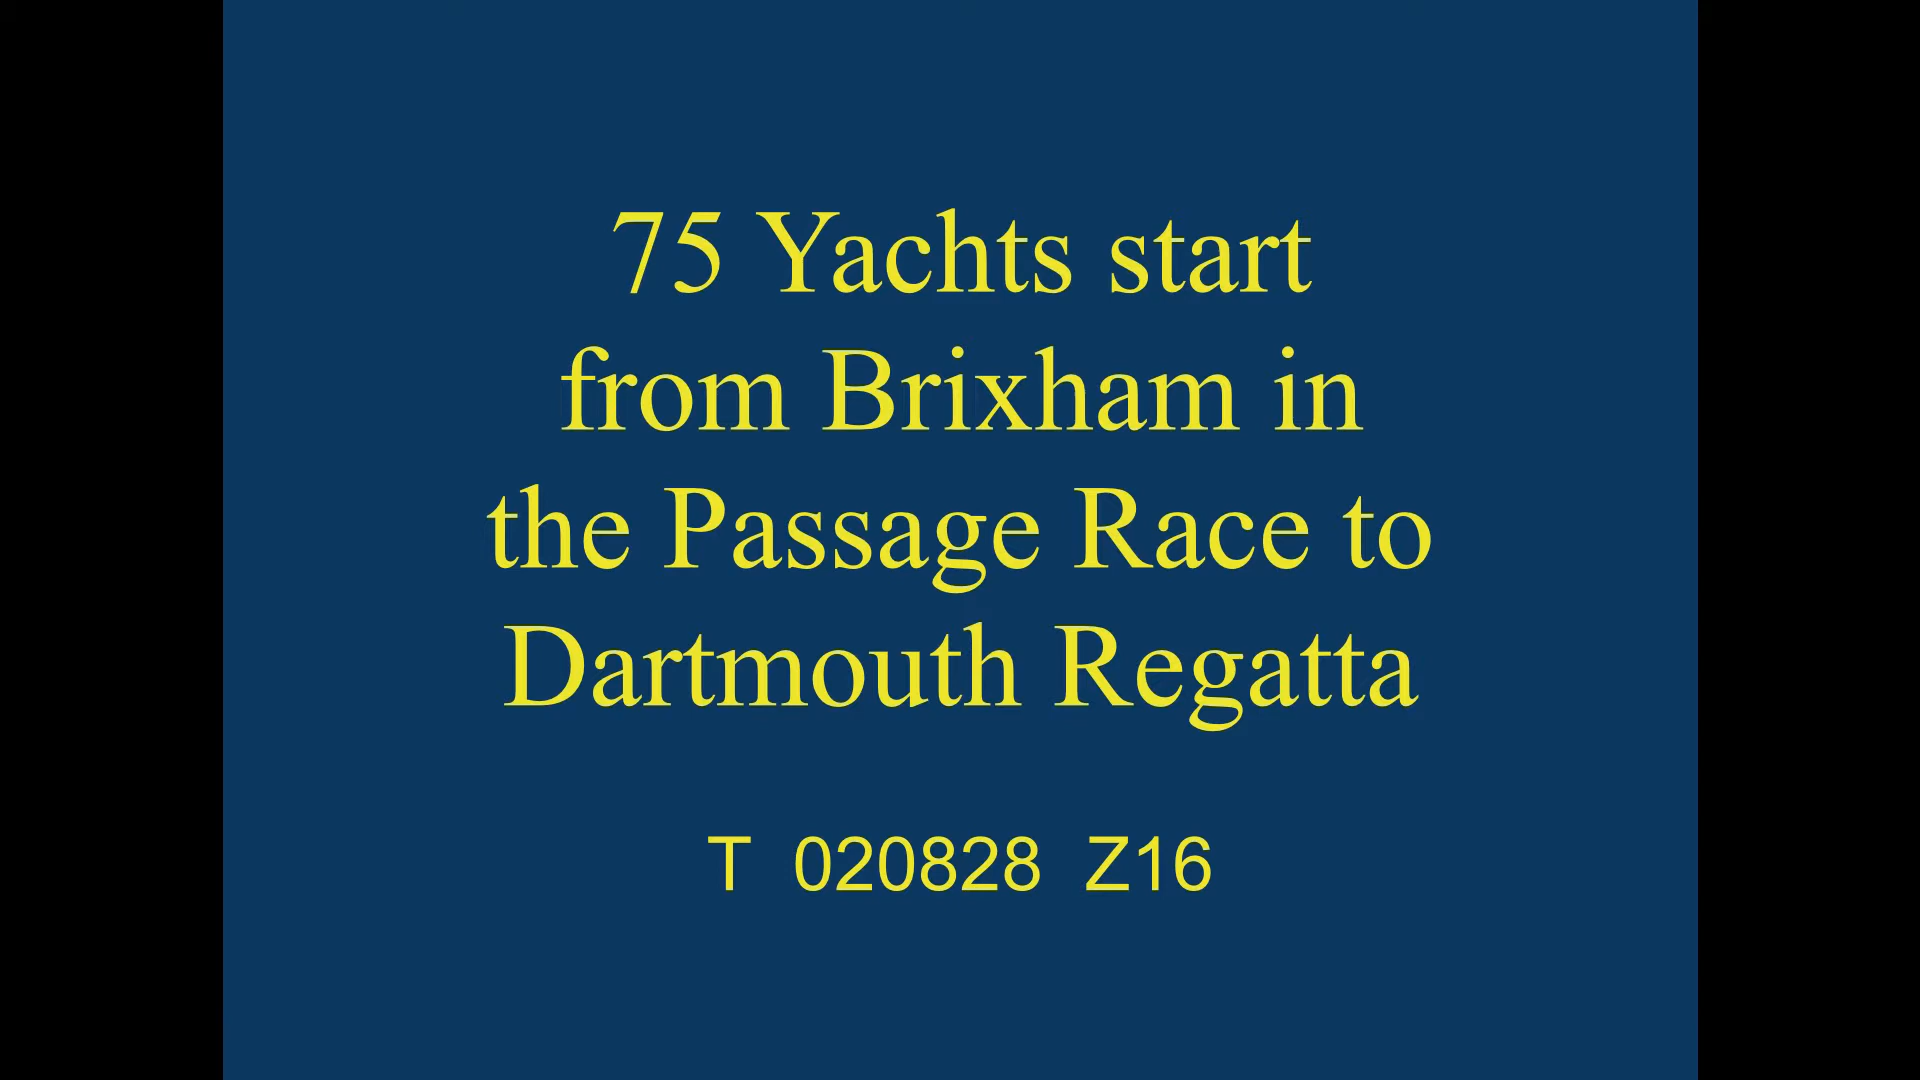 75 Yachts start
from Brixham in
the Passage Race to
Dartmouth Regatta
T 020828 Z16